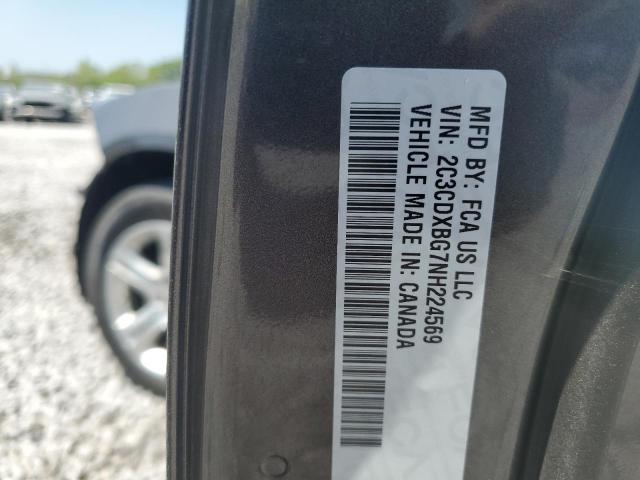 MFD BY: FCA US LLC
VIN: 2C3CDXBG7NH224569
VEHICLE MADE IN: CANADA